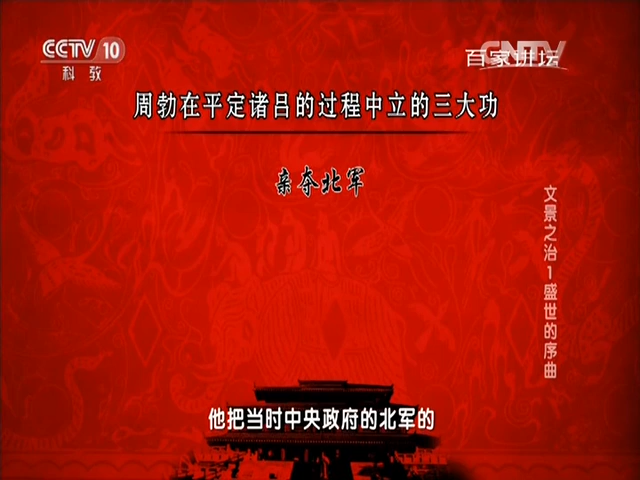 CCTV 10
科教
CNTV
百家讲坛
周勃在平定诸吕的过程中立的三大功
亲夺北军
文景之治1盛世的序曲
他把当时中央政府的北军的